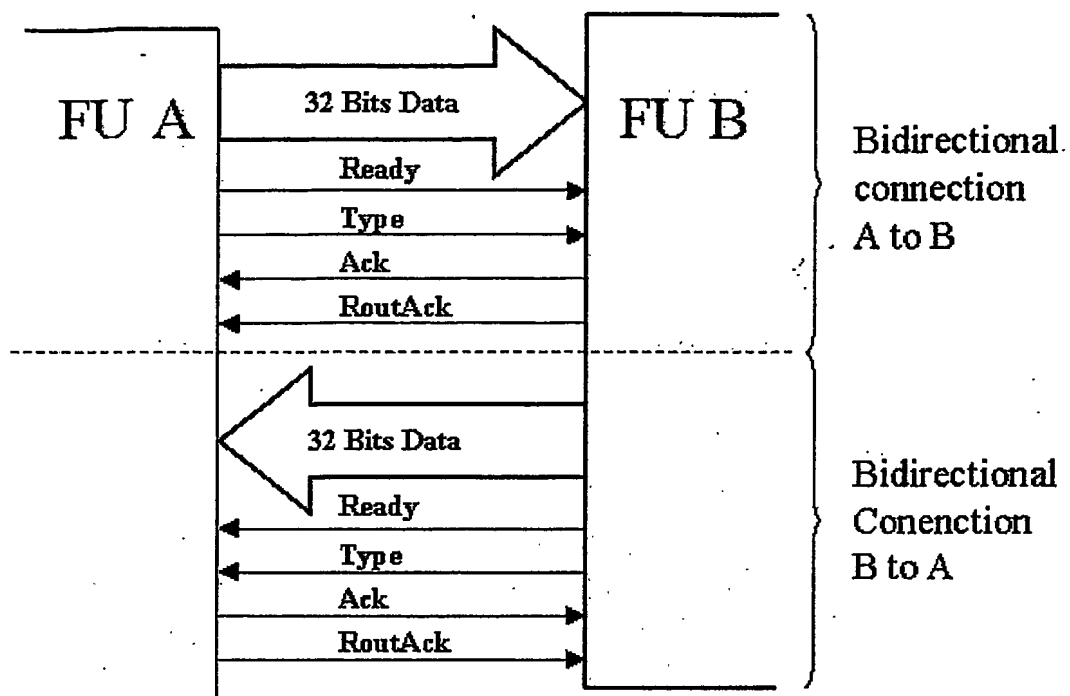 FU A
32 Bits Data
FU B
Ready
Type
Ack
RoutAck
Bidirectional
connection
A to B
32 Bits Data
Ready
Type
Ack
RoutAck
Bidirectional
Conenction
B to A